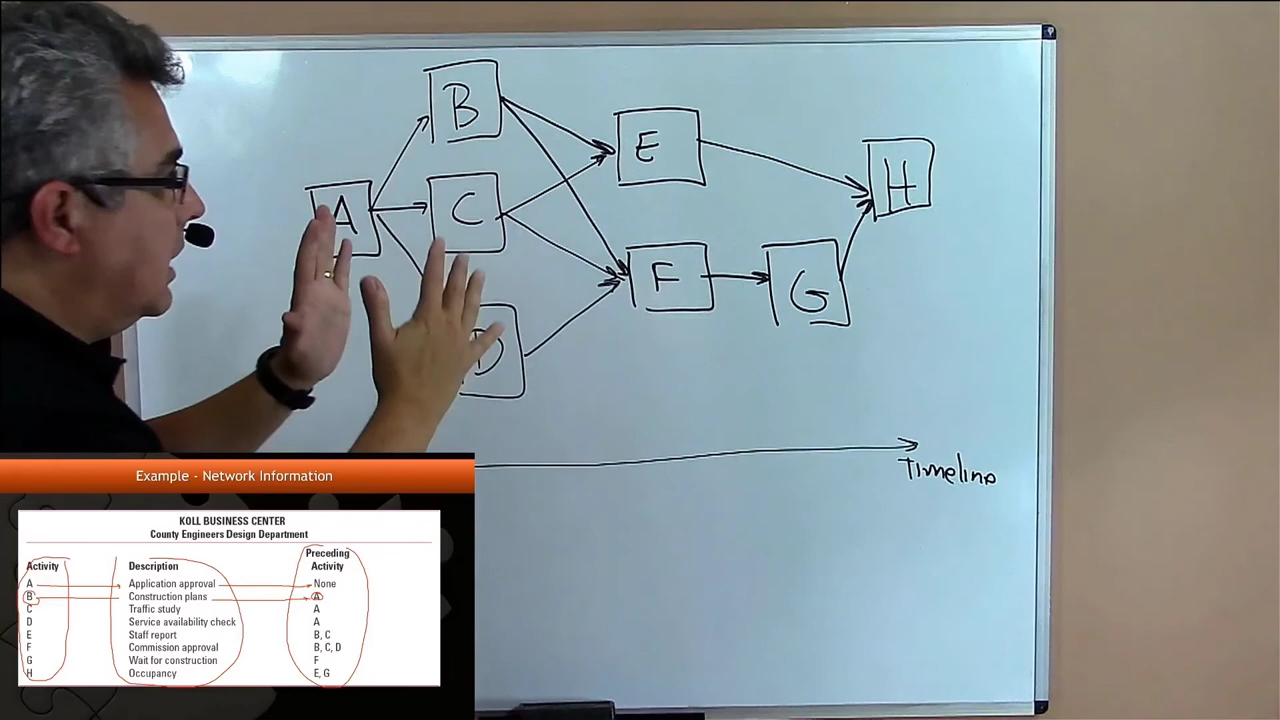 B
E
H
A
C
F
G
D
Timeline
Example - Network Information
KOLL BUSINESS CENTER
County Engineers Design Department
Activity Description Preceding Activity
A Application approval None
B Construction plans A
C Traffic study A
D Service availability check A
E Staff report B, C
F Commission approval B, C, D
G Wait for construction F
H Occupancy E, G